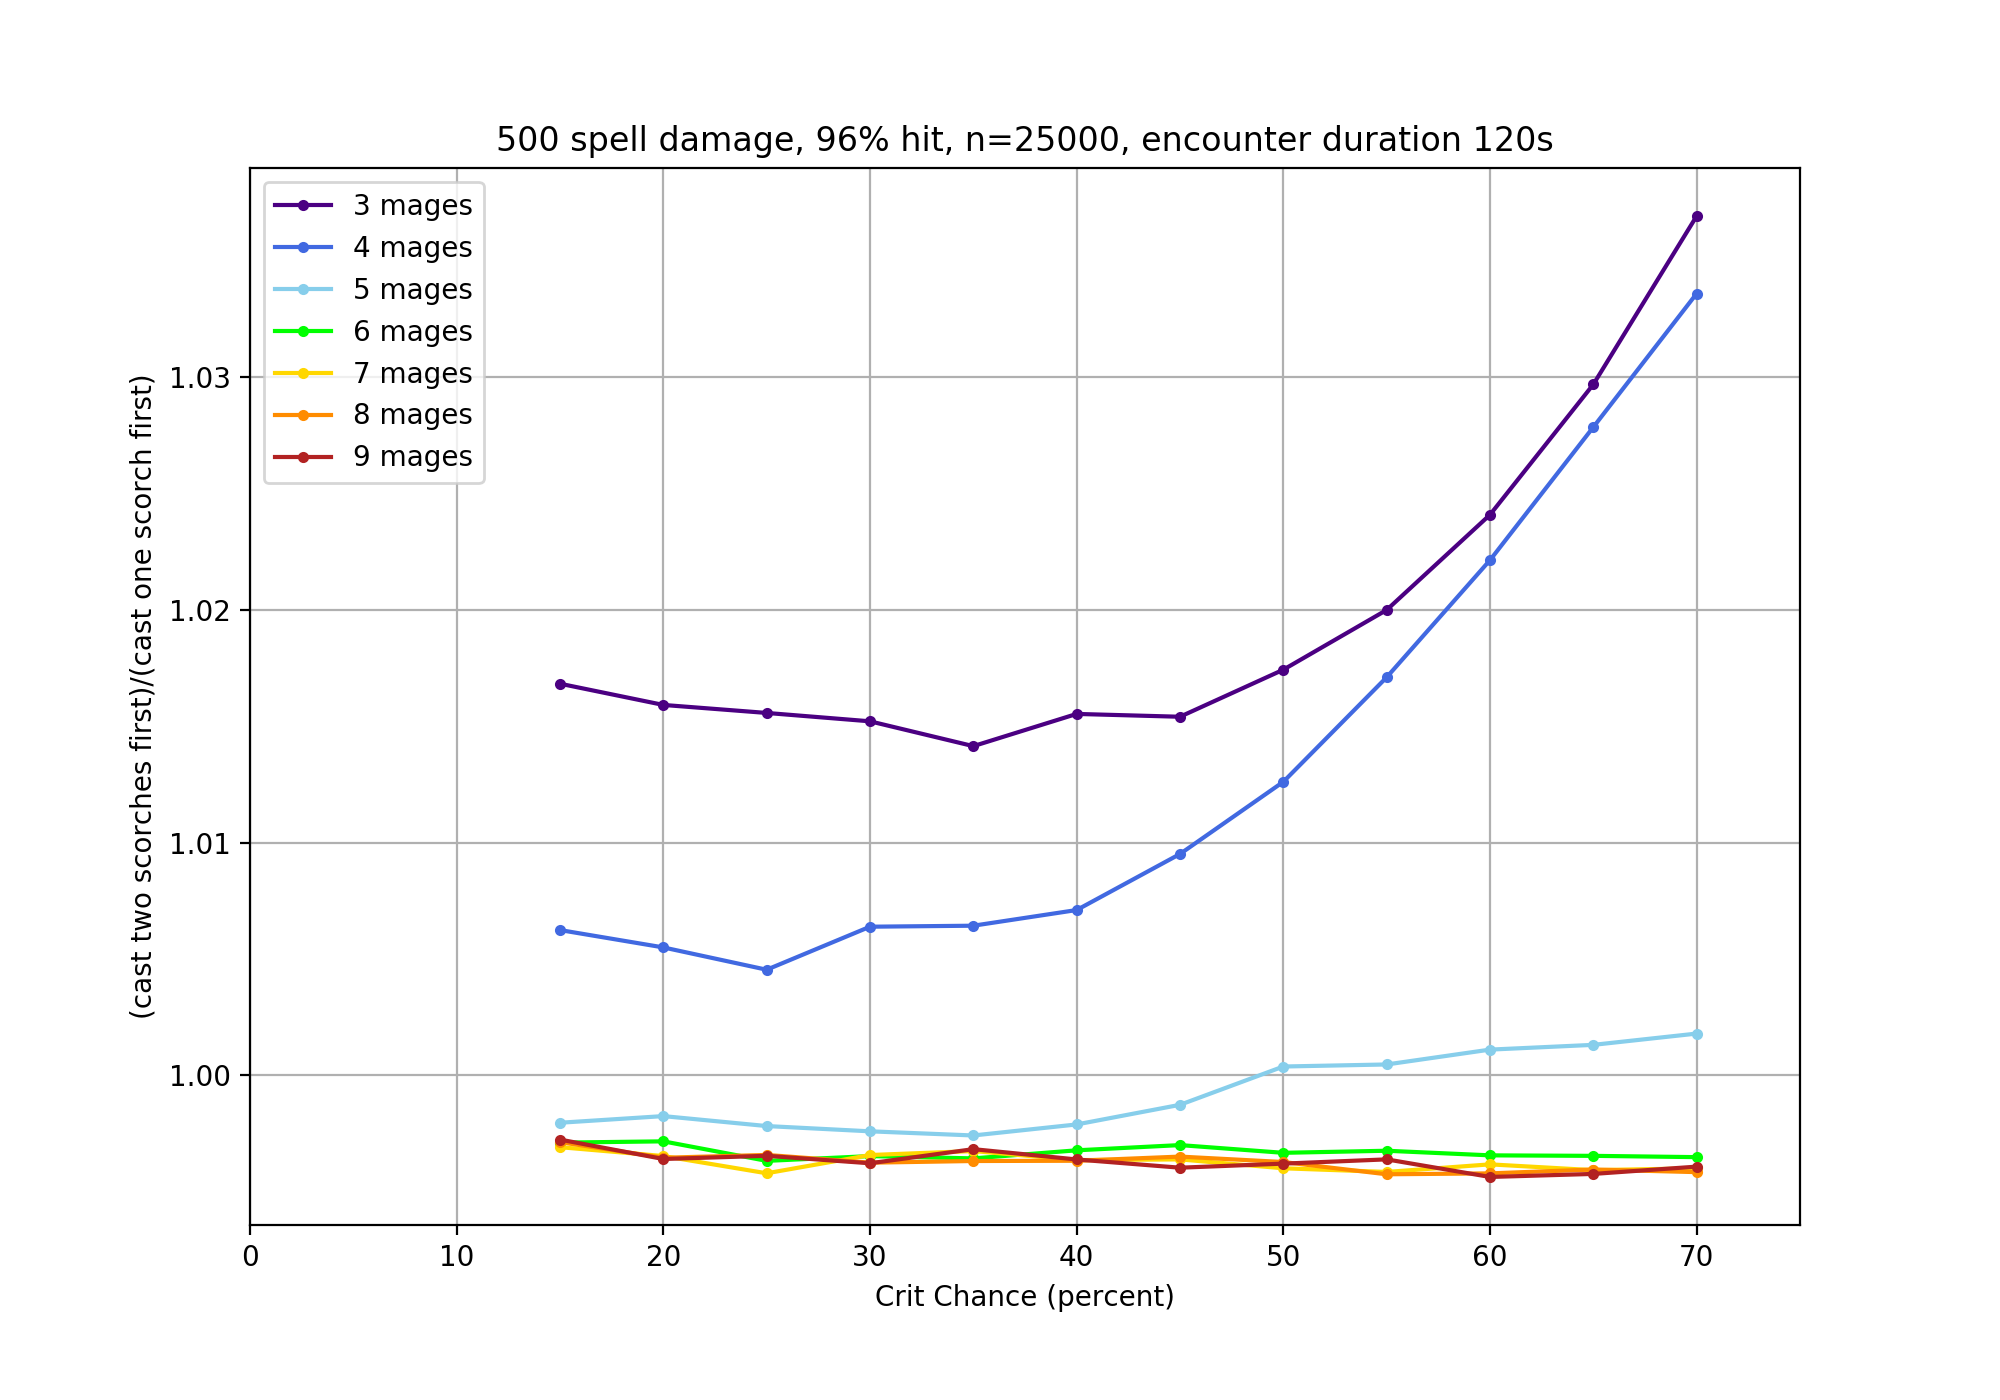 500 spell damage, 96% hit, n=25000, encounter duration 120s
3 mages
4 mages
5 mages
6 mages
7 mages
8 mages
9 mages
(cast two scorches first)/(cast one scorch first)
1.03
1.02
1.01
1.00
0 10 20 30 40 50 60 70
Crit Chance (percent)